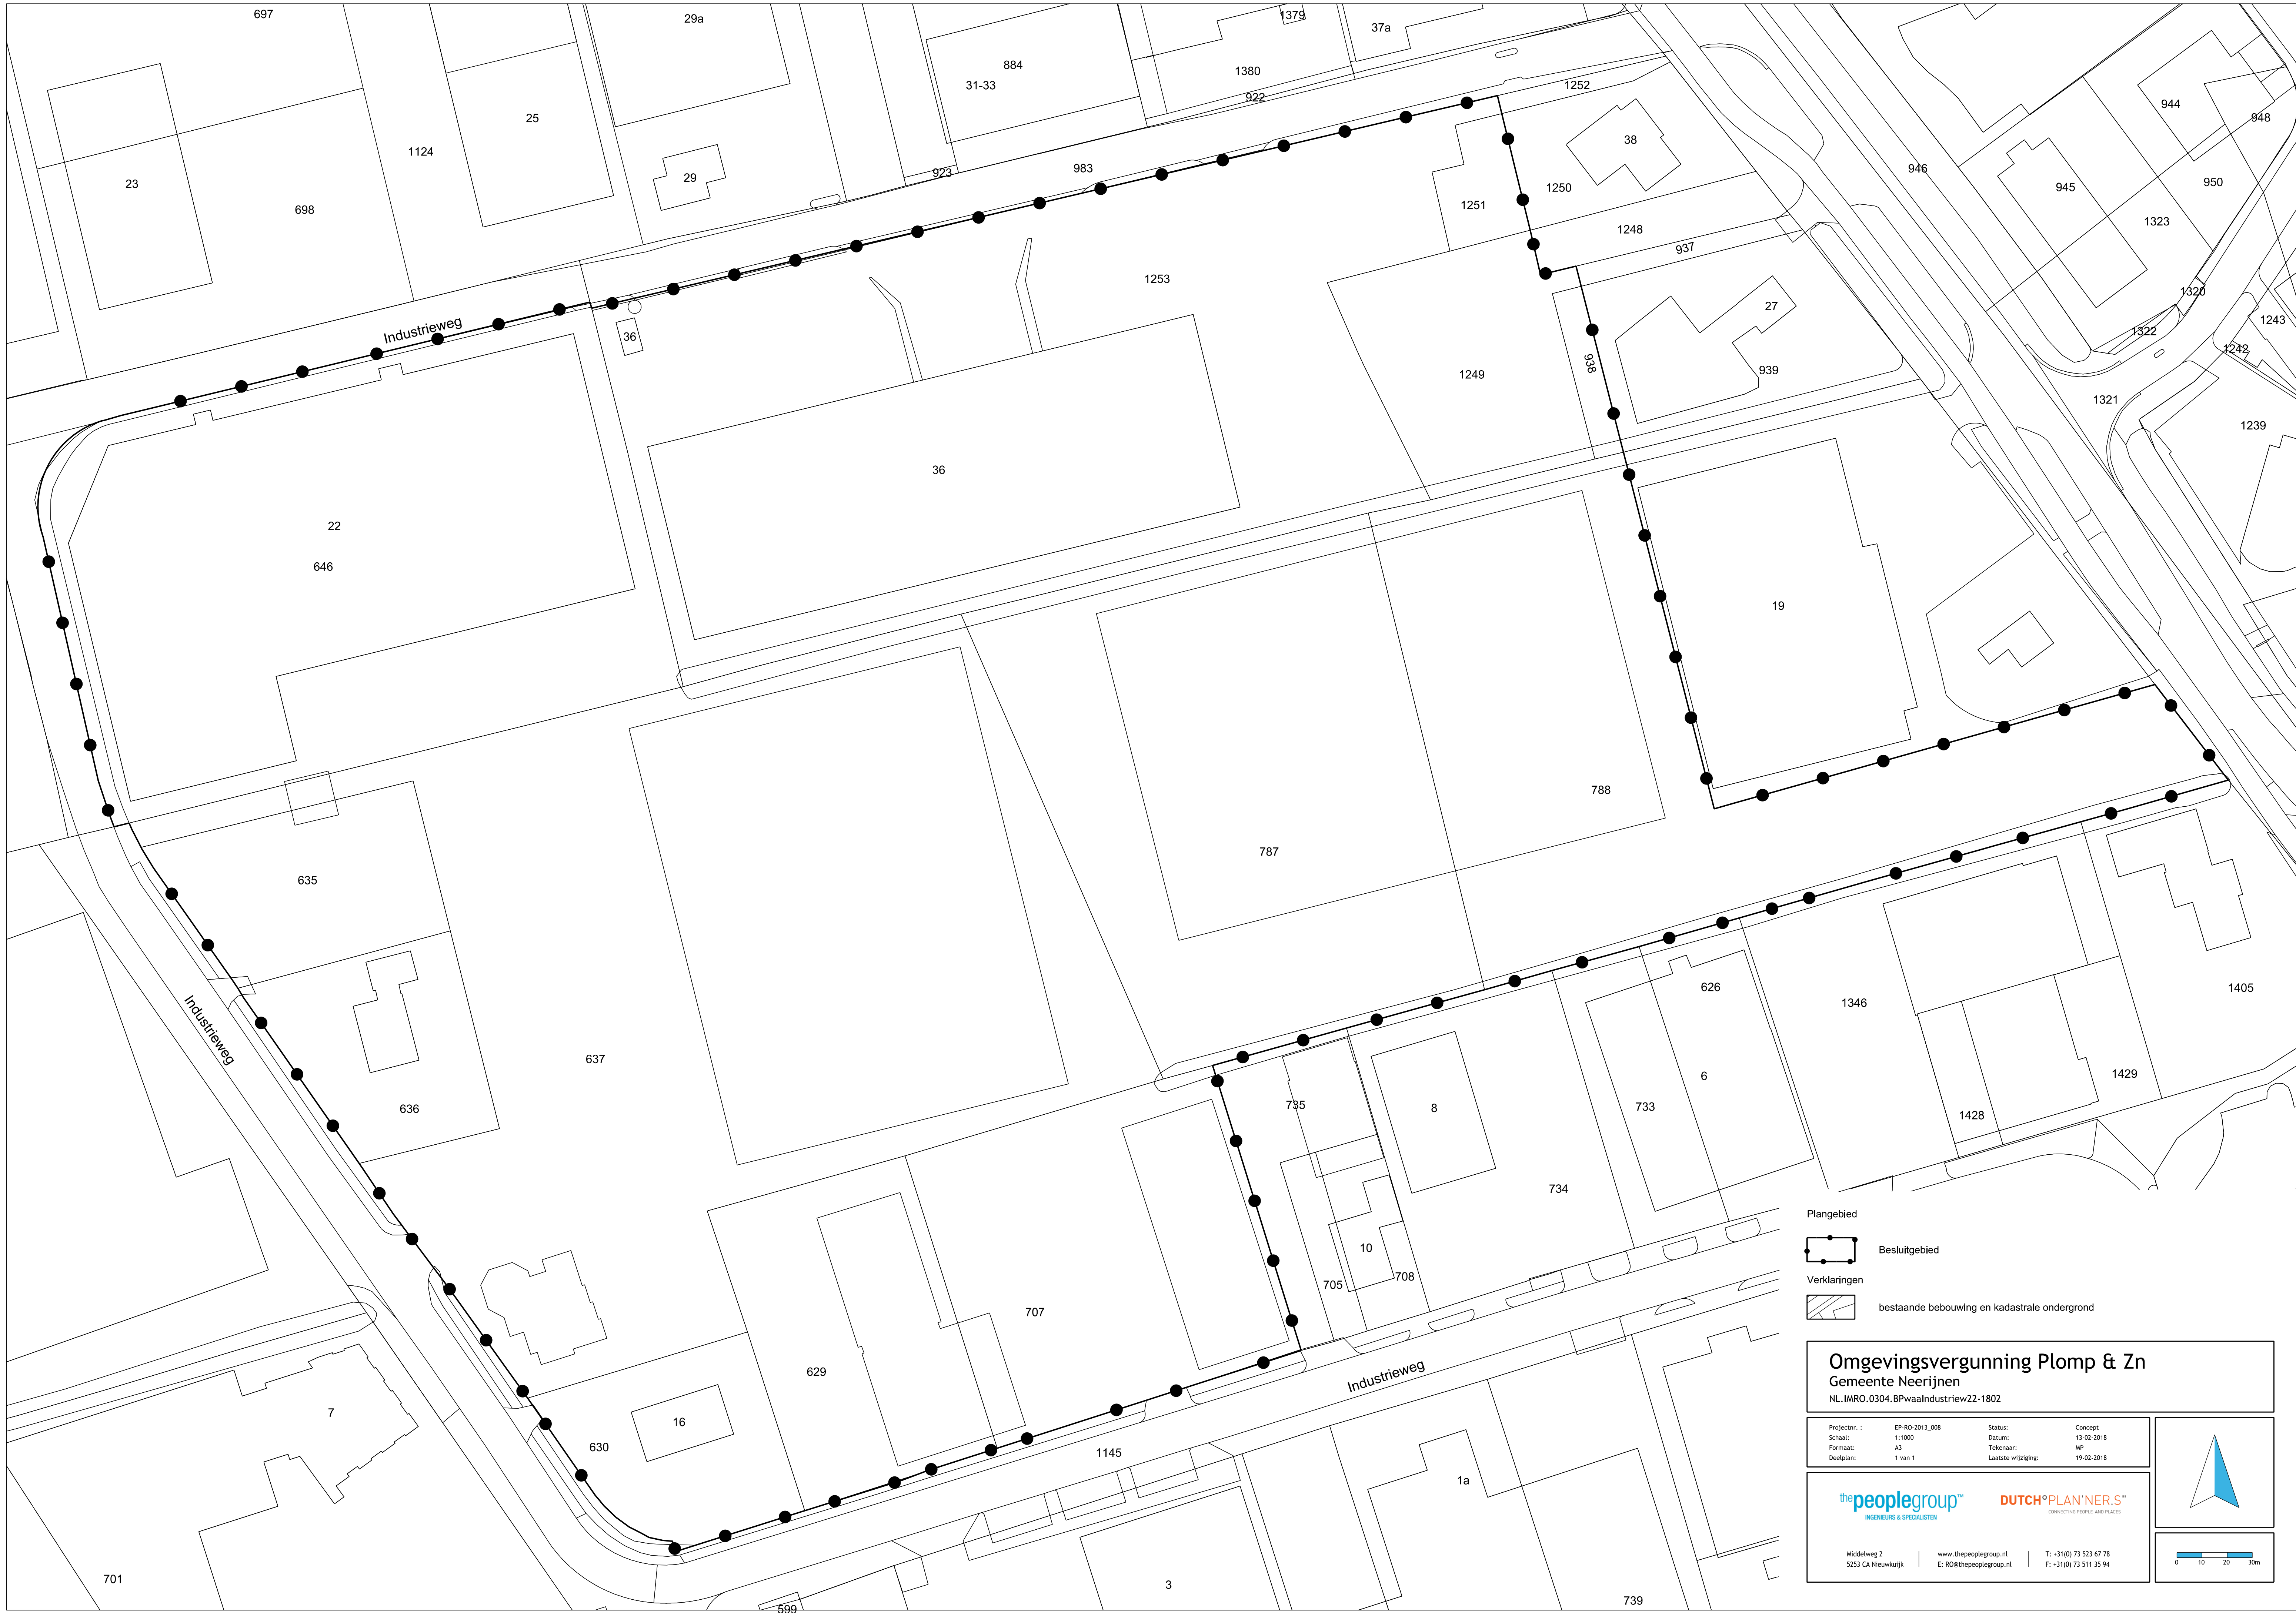 697
29a
1379
37a
884
31-33
1380
922
1252
25
1124
23
698
29
923
983
38
1250
1251
1248
937
944
948
946
945
950
1323
1320
1322
1243
1242
1321
1239
Industrieweg
36
1253
27
938
939
1249
36
22
646
19
788
787
635
Industrieweg
637
636
626
1346
1405
735
8
6
733
1429
1428
734
10
705
708
707
629
Industrieweg
7
16
630
1145
1a
701
3
599
739
Plangebied
Besluitgebied
Verklaringen
bestaande bebouwing en kadastrale ondergrond
Omgevingsvergunning Plomp & Zn
Gemeente Neerijnen
NL.IMRO.0304.BPwaaIndustriew22-1802
Projectnr. : EP-RO-2013_008 Status: Concept
Schaal: 1:1000 Datum: 13-02-2018
Formaat: A3 Tekenaar: MP
Deelplan: 1 van 1 Laatste wijziging: 19-02-2018
the peoplegroup™
INGENIEURS & SPECIALISTEN
DUTCH°PLAN'NER.S"
CONNECTING PEOPLE AND PLACES
Middelweg 2 www.thepeoplegroup.nl T: +31(0) 73 523 67 78
5253 CA Nieuwkuijk E: RO@thepeoplegroup.nl F: +31(0) 73 511 35 94
0 10 20 30m